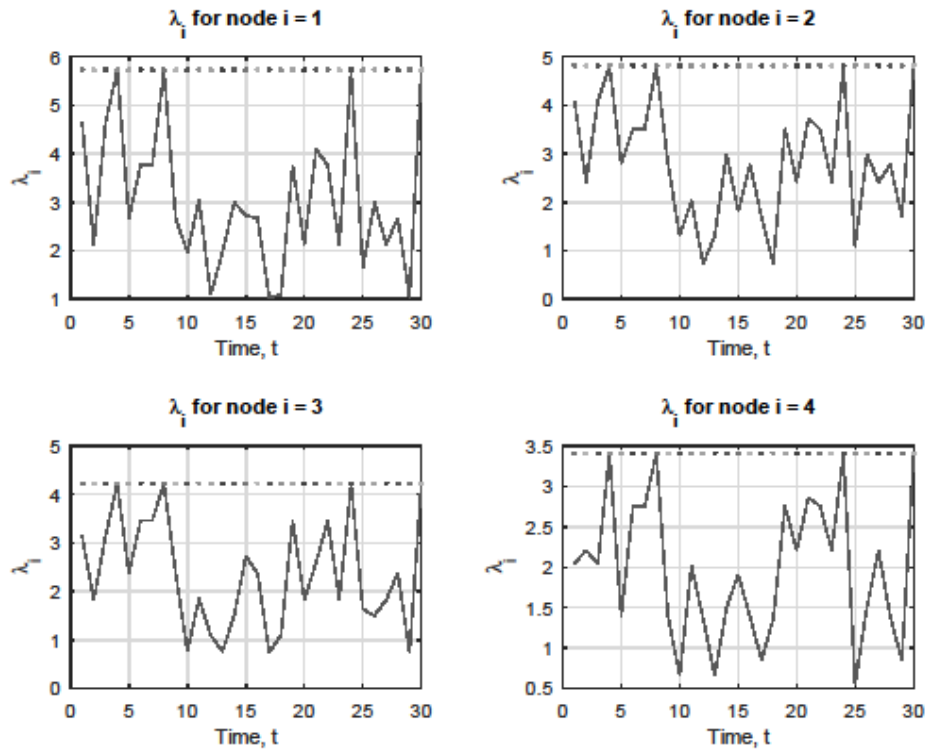 λi for node i = 1
6
5
4
3
2
1
λi
0 5 10 15 20 25 30
Time, t
λi for node i = 2
5
4
3
2
1
0
λi
0 5 10 15 20 25 30
Time, t
λi for node i = 3
5
4
3
2
1
0
λi
0 5 10 15 20 25 30
Time, t
λi for node i = 4
3.5
3
2.5
2
1.5
1
0.5
λi
0 5 10 15 20 25 30
Time, t